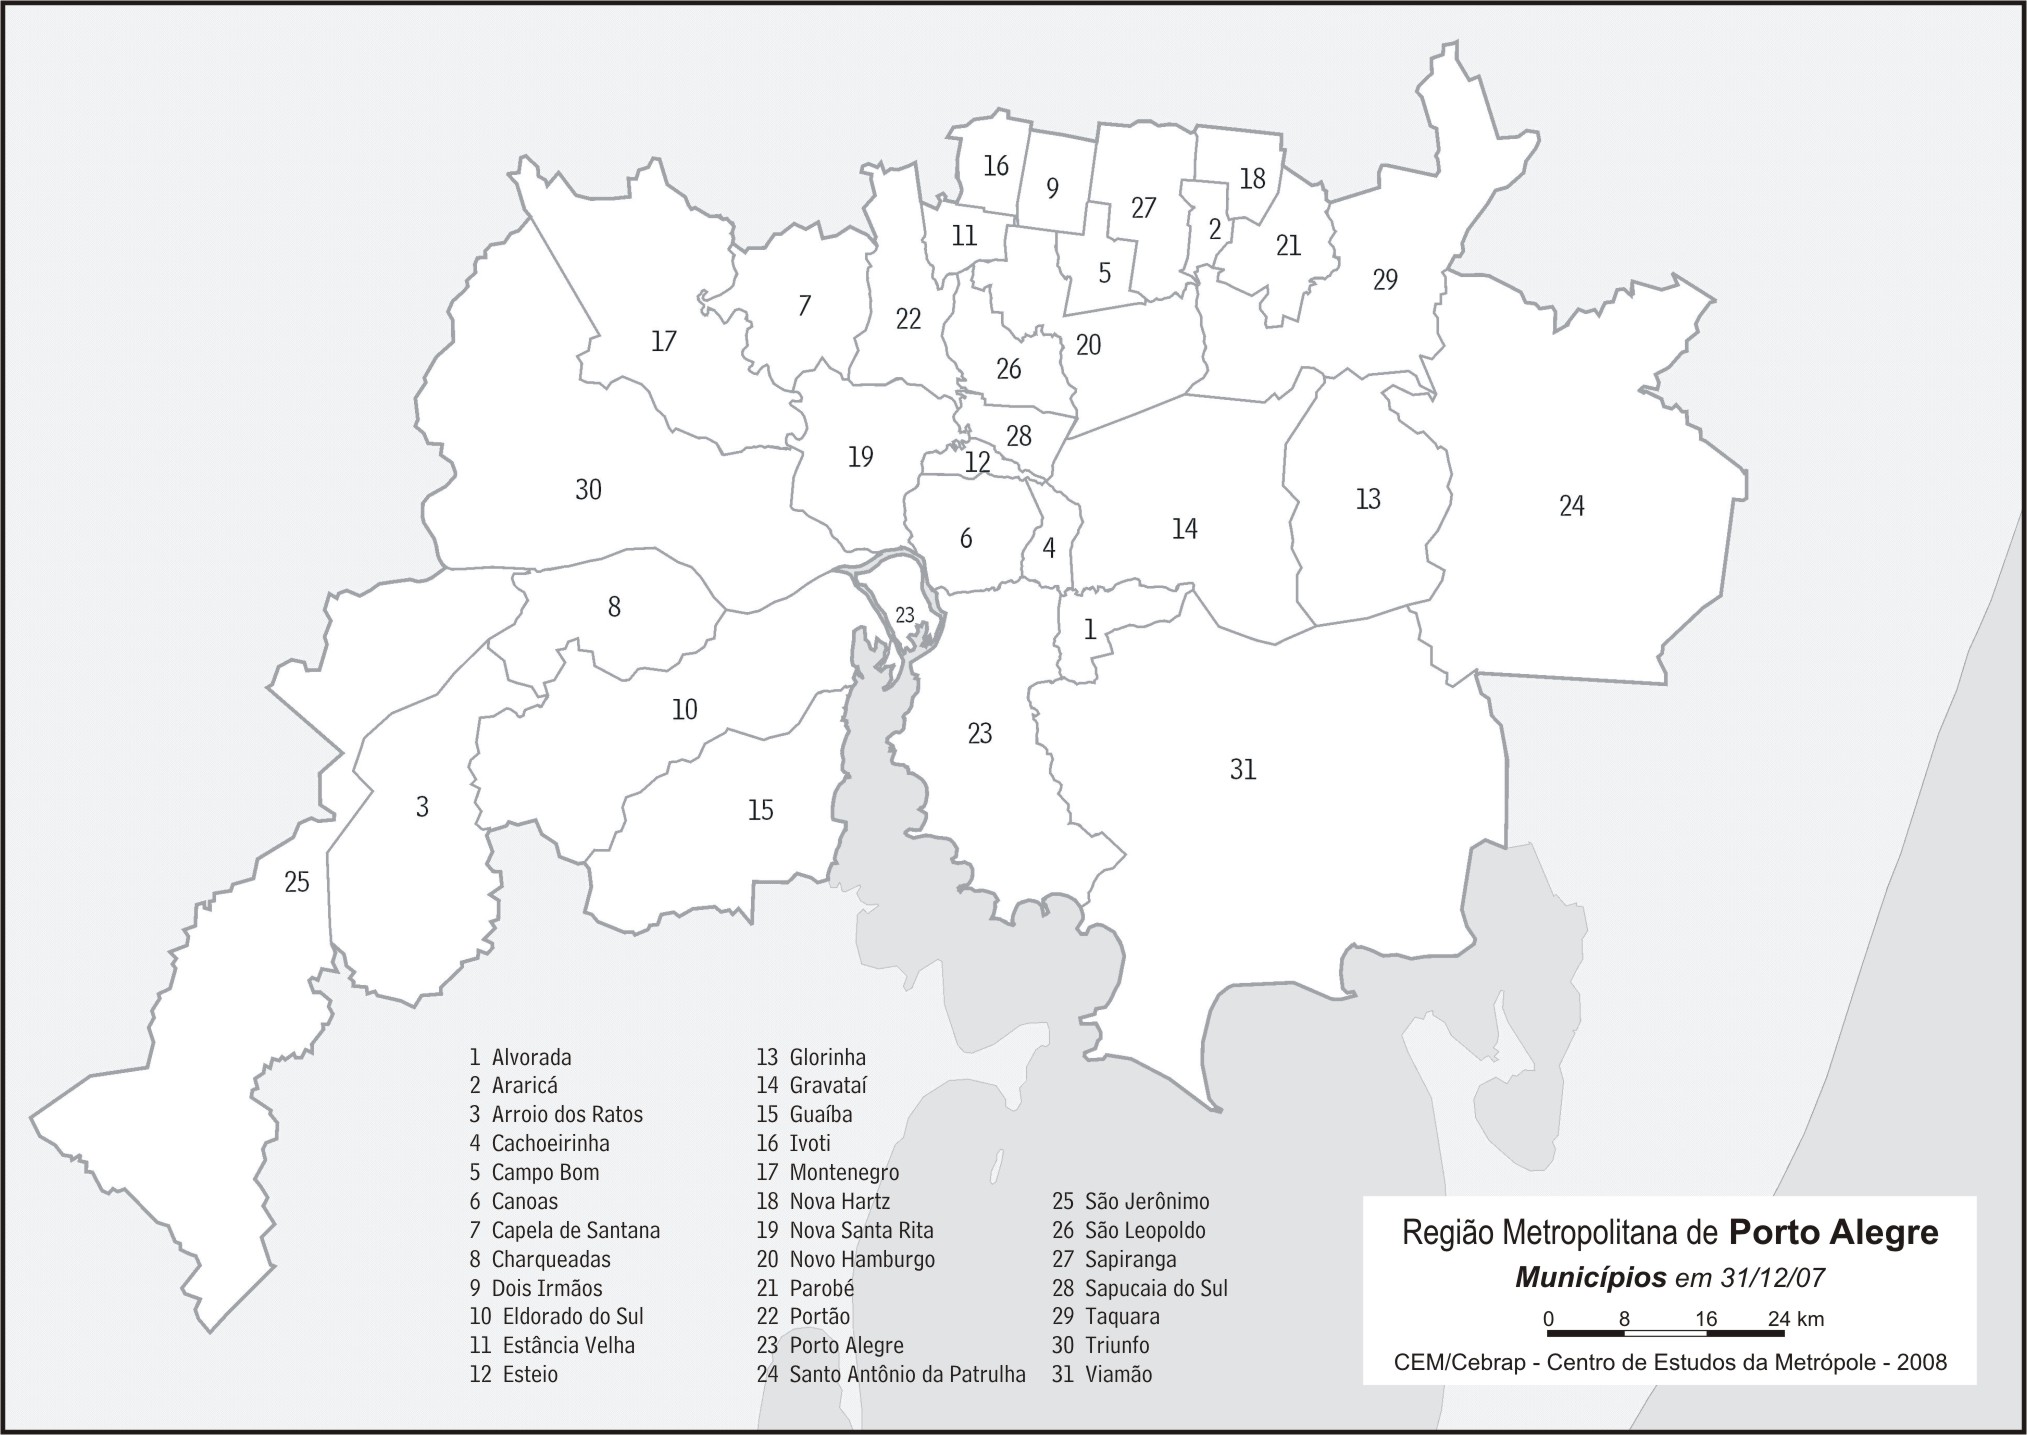 16
9
18
27
2
11
21
5
29
7
22
17
20
26
28
19
12
30
13
24
14
6
4
8
23
1
10
23
31
3
15
25
1 Alvorada
2 Araricá
3 Arroio dos Ratos
4 Cachoeirinha
5 Campo Bom
6 Canoas
7 Capela de Santana
8 Charqueadas
9 Dois Irmãos
10 Eldorado do Sul
11 Estância Velha
12 Esteio
13 Glorinha
14 Gravataí
15 Guaíba
16 Ivoti
17 Montenegro
18 Nova Hartz
19 Nova Santa Rita
20 Novo Hamburgo
21 Parobé
22 Portão
23 Porto Alegre
24 Santo Antônio da Patrulha
25 São Jerônimo
26 São Leopoldo
27 Sapiranga
28 Sapucaia do Sul
29 Taquara
30 Triunfo
31 Viamão
Região Metropolitana de Porto Alegre
Municípios em 31/12/07
0 8 16 24 km
CEM/Cebrap - Centro de Estudos da Metrópole - 2008